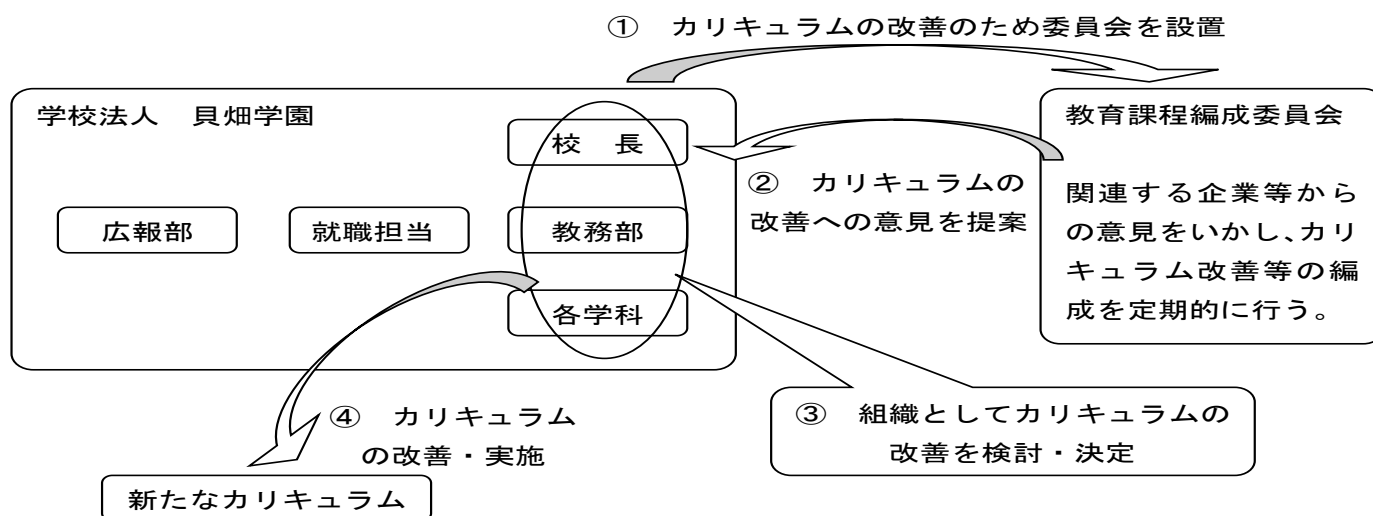 ① カリキュラムの改善のため委員会を設置
学校法人 貝畑学園
校 長
広報部
就職担当
教務部
各学科
② カリキュラムの
改善への意見を提案
教育課程編成委員会
関連する企業等から
の意見をいかし、カリ
キュラム改善等の編
成を定期的に行う。
③ 組織としてカリキュラムの
改善を検討・決定
④ カリキュラム
の改善・実施
新たなカリキュラム